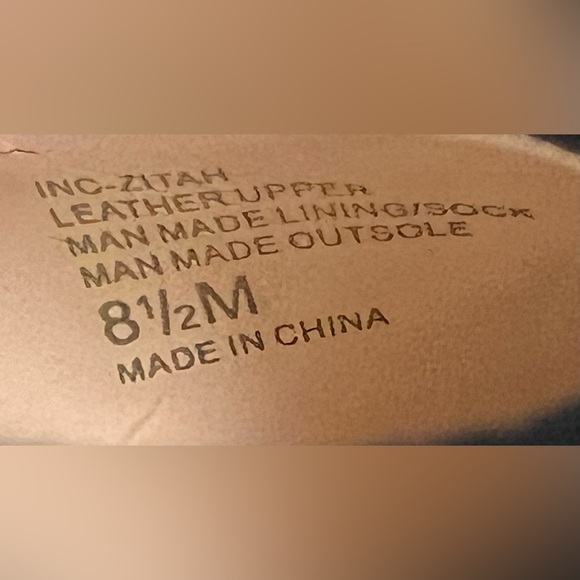 INC-ZITAH
LEATHER UPPER
MAN MADE LINING/SOCK
MAN MADE OUTSOLE
8½M
MADE IN CHINA